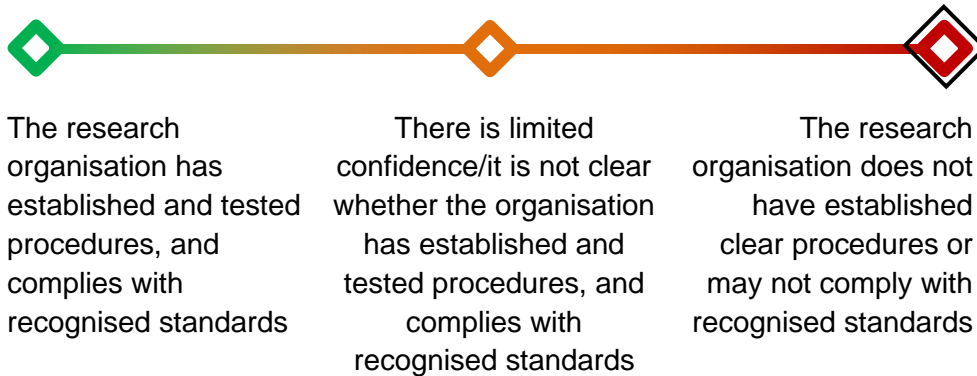 The research
organisation has
established and tested
procedures, and
complies with
recognised standards
There is limited
confidence/it is not clear
whether the organisation
has established and
tested procedures, and
complies with
recognised standards
The research
organisation does not
have established
clear procedures or
may not comply with
recognised standards